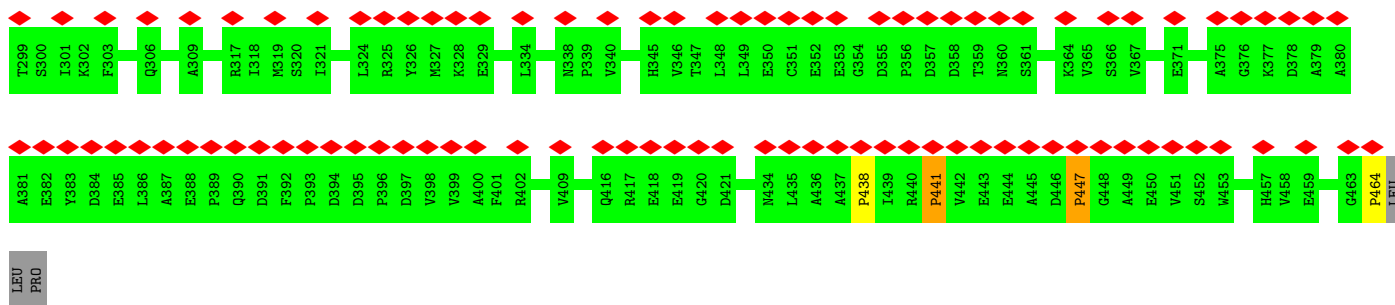 T299 S300 I301 K302 F303 Q306 A309 R317 I318 M319 S320 I321 L324 R325 Y326 M327 K328 E329 L334 N338 P339 V340 H345 V346 T347 L348 L349 E350 C351 E352 E353 G354 D355 P356 D357 D358 T359 N360 S361 K364 V365 S366 V367 E371 A375 G376 K377 D378 A379 A380
A381 E382 Y383 D384 E385 L386 A387 E388 P389 Q390 D391 F392 P393 D394 D395 P396 D397 V398 V399 A400 F401 R402 V409 Q416 R417 E418 E419 G420 D421 N434 L435 A436 A437 P438 I439 R440 P441 V442 E443 E444 A445 D446 P447 G448 A449 E450 V451 S452 W453 H457 V458 E459 G463 P464 LEU
LEU PRO